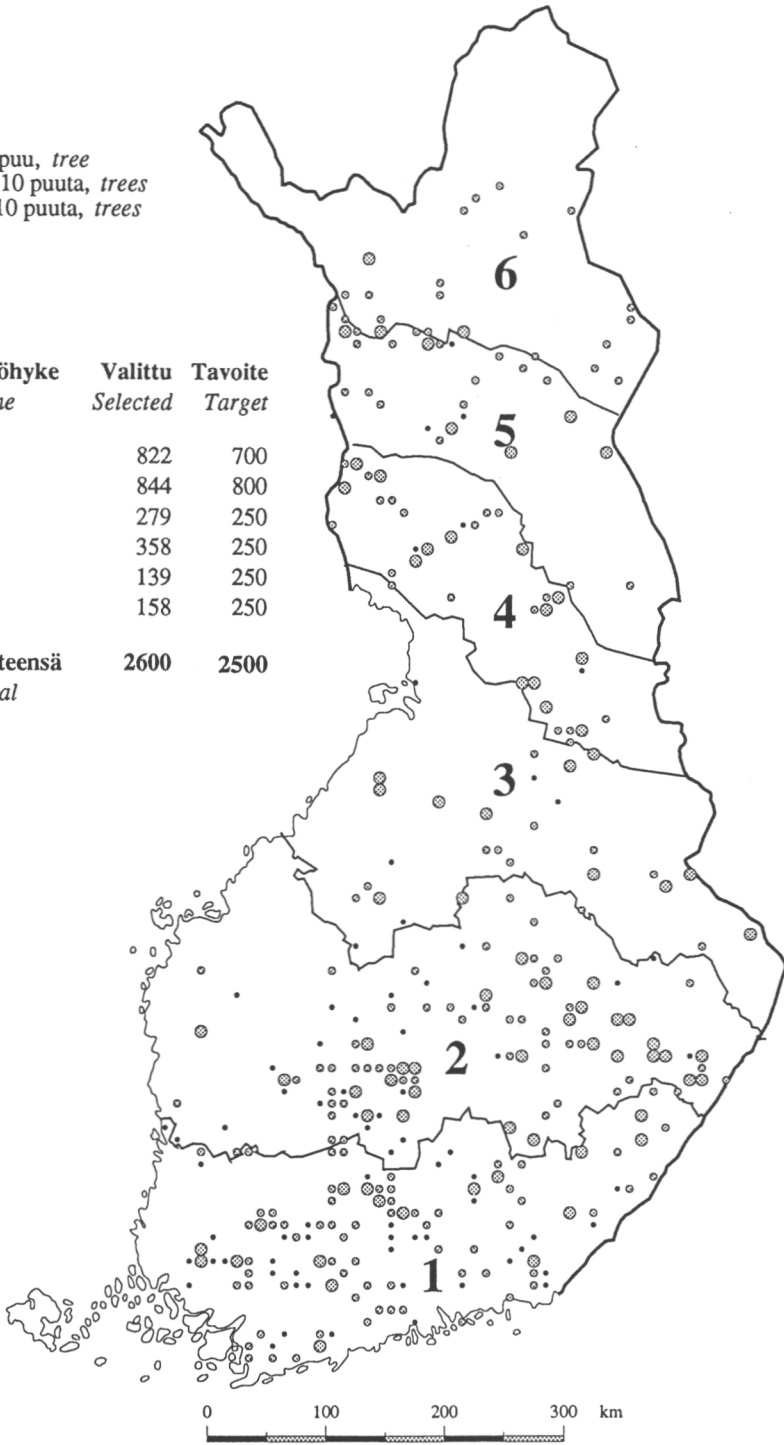 puu, tree
10 puuta, trees
10 puuta, trees
öhyke Valittu Tavoite
ne Selected Target
822 700
844 800
279 250
358 250
139 250
158 250
teensä 2600 2500
al
6
5
4
3
2
1
0 100 200 300 km